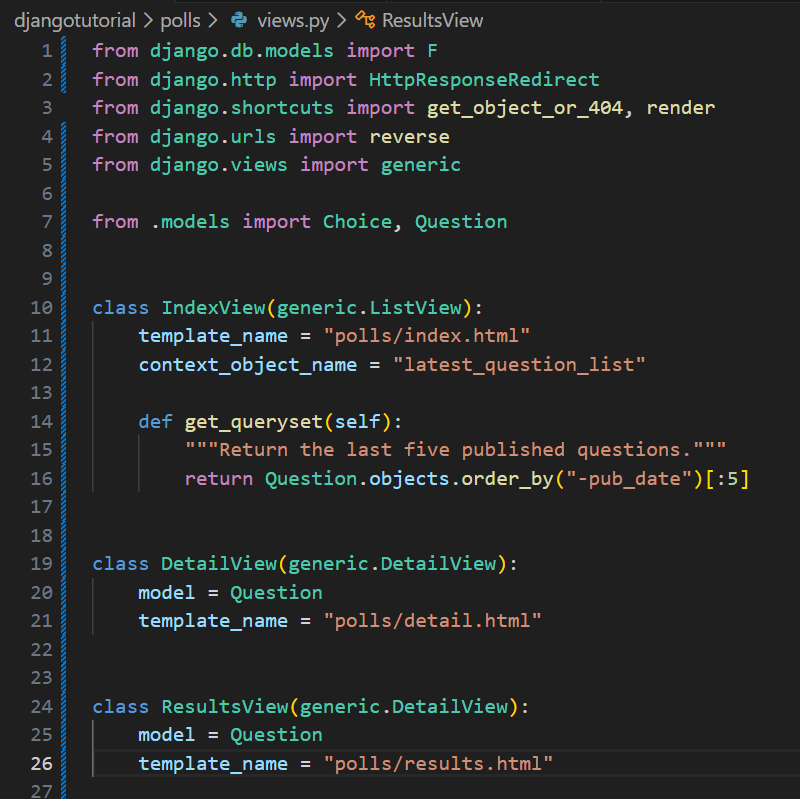 djangotutorial > polls > views.py > ResultsView
1 from django.db.models import F
2 from django.http import HttpResponseRedirect
3 from django.shortcuts import get_object_or_404, render
4 from django.urls import reverse
5 from django.views import generic
6
7 from .models import Choice, Question
8
9
10 class IndexView(generic.ListView):
11     template_name = "polls/index.html"
12     context_object_name = "latest_question_list"
13
14     def get_queryset(self):
15         """Return the last five published questions."""
16         return Question.objects.order_by("-pub_date")[:5]
17
18
19 class DetailView(generic.DetailView):
20     model = Question
21     template_name = "polls/detail.html"
22
23
24 class ResultsView(generic.DetailView):
25     model = Question
26     template_name = "polls/results.html"
27